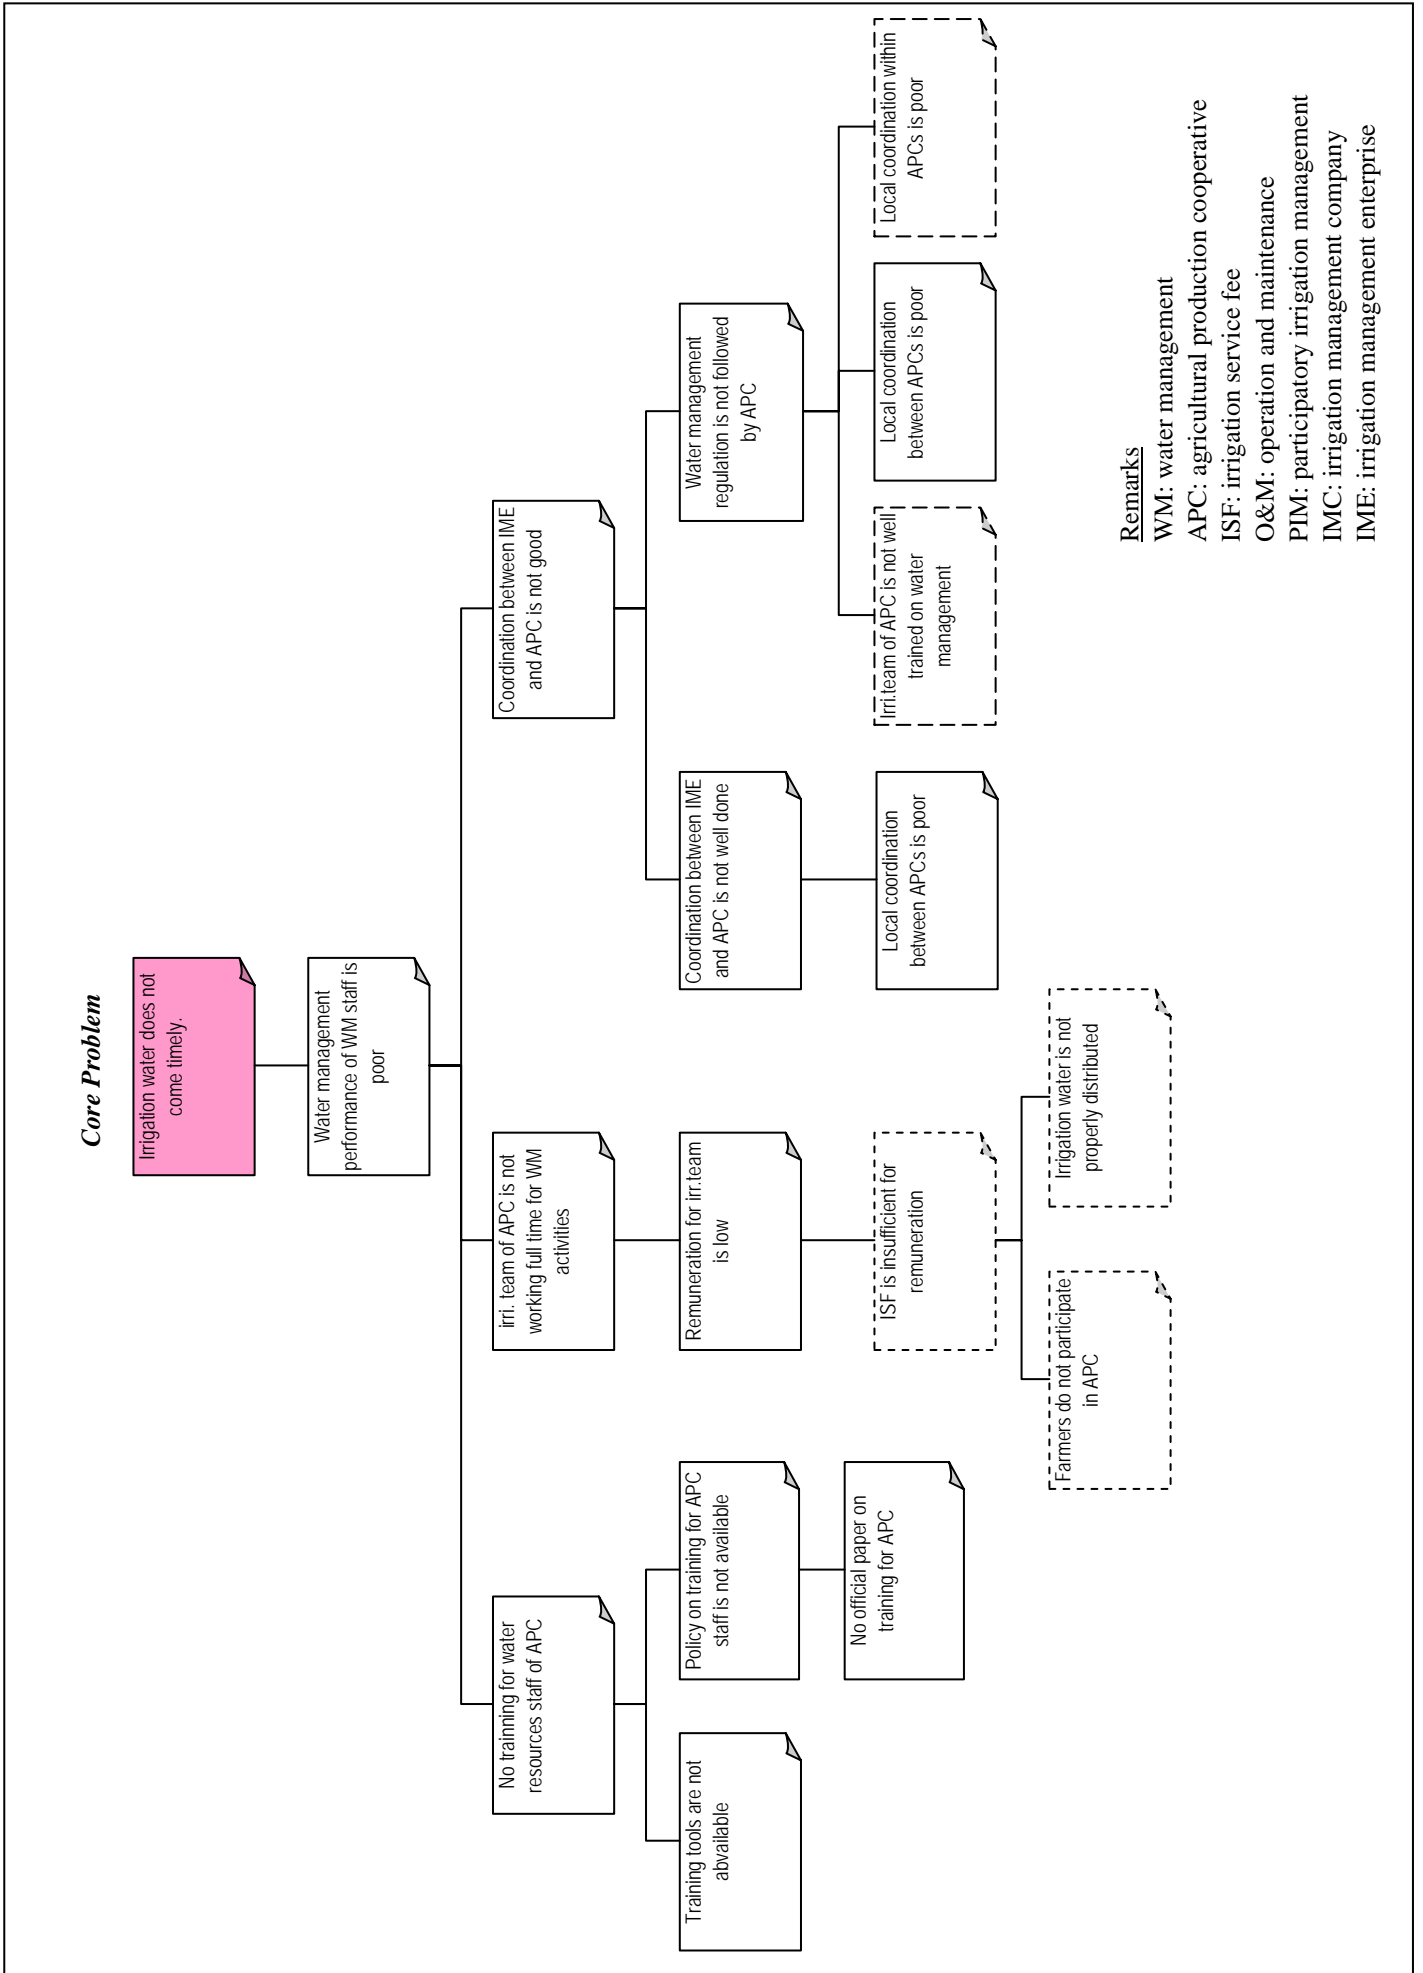 Core Problem
Irrigation water does not
come timely.
Water management
performance of WM staff is
poor
No trainning for water
resources staff of APC
irri. team of APC is not
working full time for WM
activities
Coordination between IME
and APC is not good
Training tools are not
abvailable
Policy on training for APC
staff is not available
Remuneration for irr.team
is low
Coordination between IME
and APC is not well done
Water management
regulation is not followed
by APC
No official paper on
training for APC
ISF is insufficient for
remuneration
Local coordination
between APCs is poor
Irri.team of APC is not well
trained on water
management
Local coordination
between APCs is poor
Local coordination within
APCs is poor
Farmers do not participate
in APC
Irrigation water is not
properly distributed
Remarks
WM: water management
APC: agricultural production cooperative
ISF: irrigation service fee
O&M: operation and maintenance
PIM: participatory irrigation management
IMC: irrigation management company
IME: irrigation management enterprise